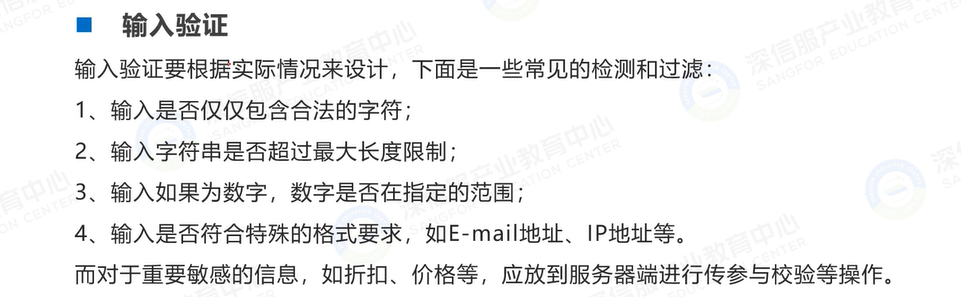 输入验证
输入验证要根据实际情况来设计，下面是一些常见的检测和过滤：
1、输入是否仅仅包含合法的字符；
2、输入字符串是否超过最大长度限制；
3、输入如果为数字，数字是否在指定的范围；
4、输入是否符合特殊的格式要求，如E-mail地址、IP地址等。
而对于重要敏感的信息，如折扣、价格等，应放到服务器端进行传参与校验等操作。
深信服产业教育中心
SANGFOR EDUCATION CENTER